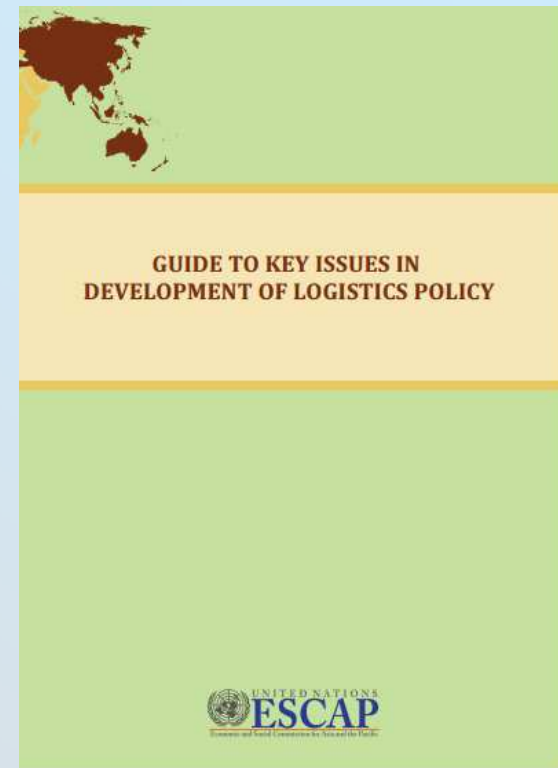 GUIDE TO KEY ISSUES IN
DEVELOPMENT OF LOGISTICS POLICY
UNITED NATIONS
ESCAP
Economic and Social Commission for Asia and the Pacific